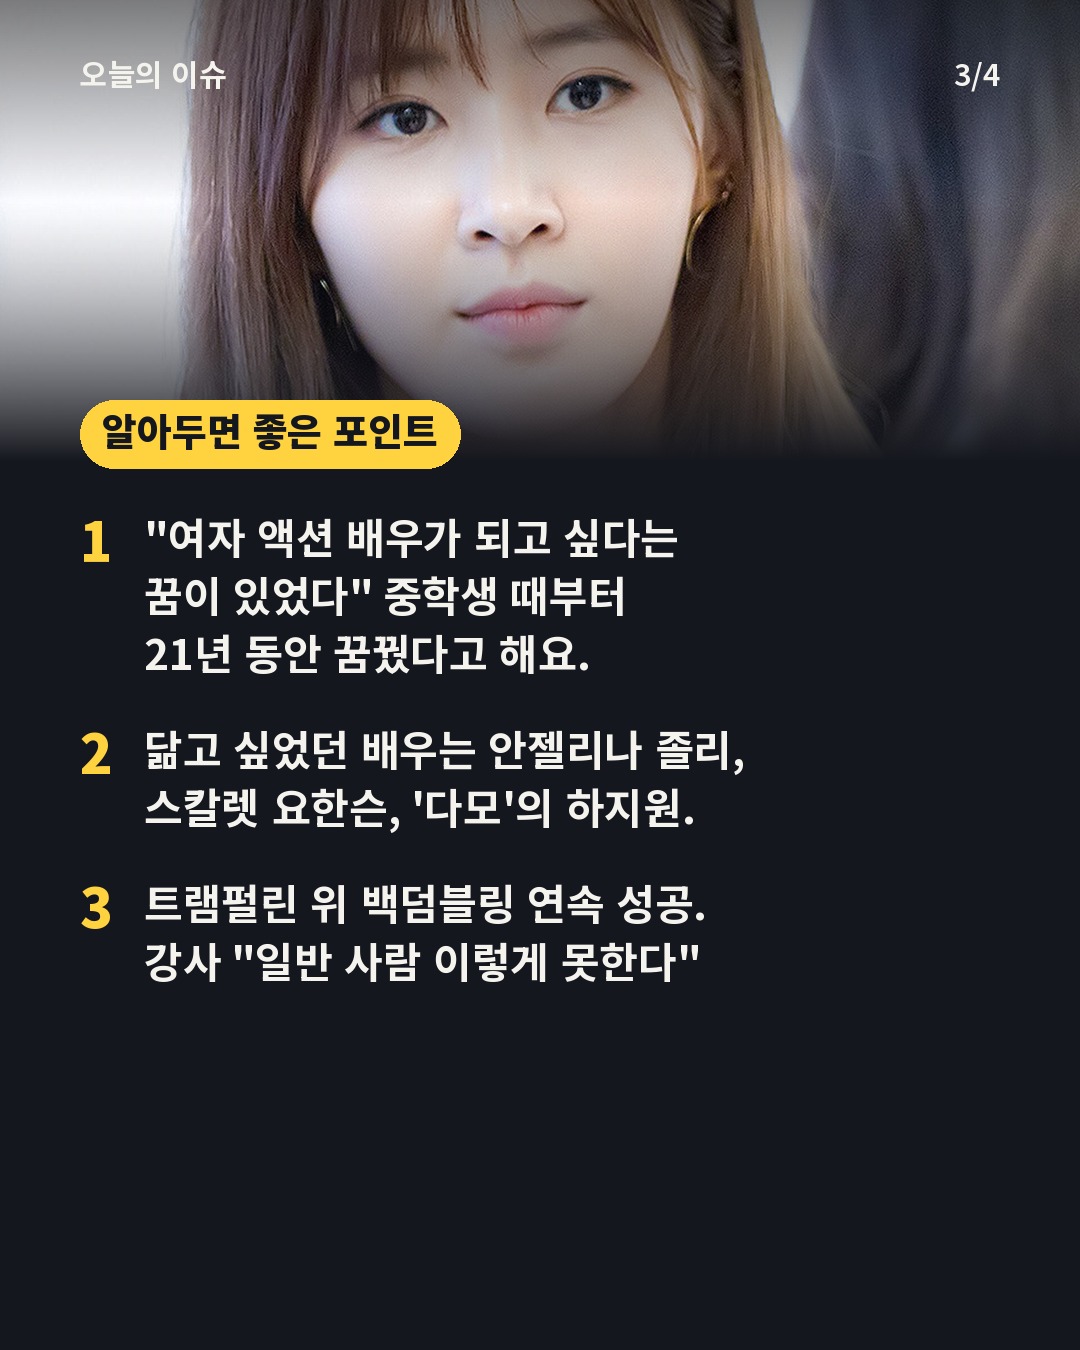 오늘의 이슈
3/4
알아두면 좋은 포인트
1 "여자 액션 배우가 되고 싶다는
꿈이 있었다" 중학생 때부터
21년 동안 꿈꿨다고 해요.
2 닮고 싶었던 배우는 안젤리나 졸리,
스칼렛 요한슨, '다모'의 하지원.
3 트램펄린 위 백덤블링 연속 성공.
강사 "일반 사람 이렇게 못한다"